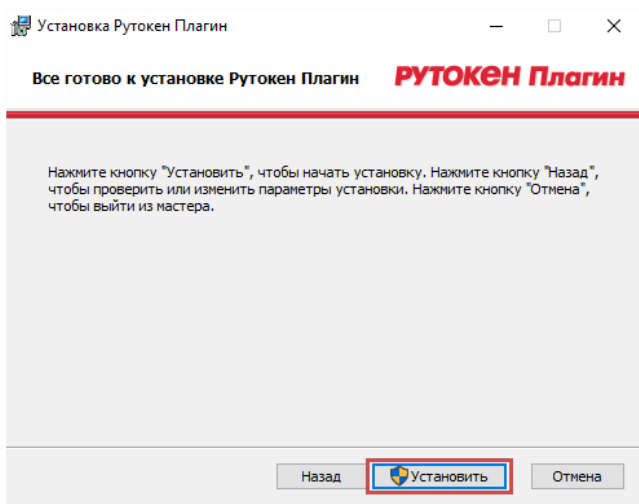 Установка Рутокен Плагин
Все готово к установке Рутокен Плагин
РУТОКЕН Плагин
Нажмите кнопку "Установить", чтобы начать установку. Нажмите кнопку "Назад",
чтобы проверить или изменить параметры установки. Нажмите кнопку "Отмена",
чтобы выйти из мастера.
Назад
Установить
Отмена